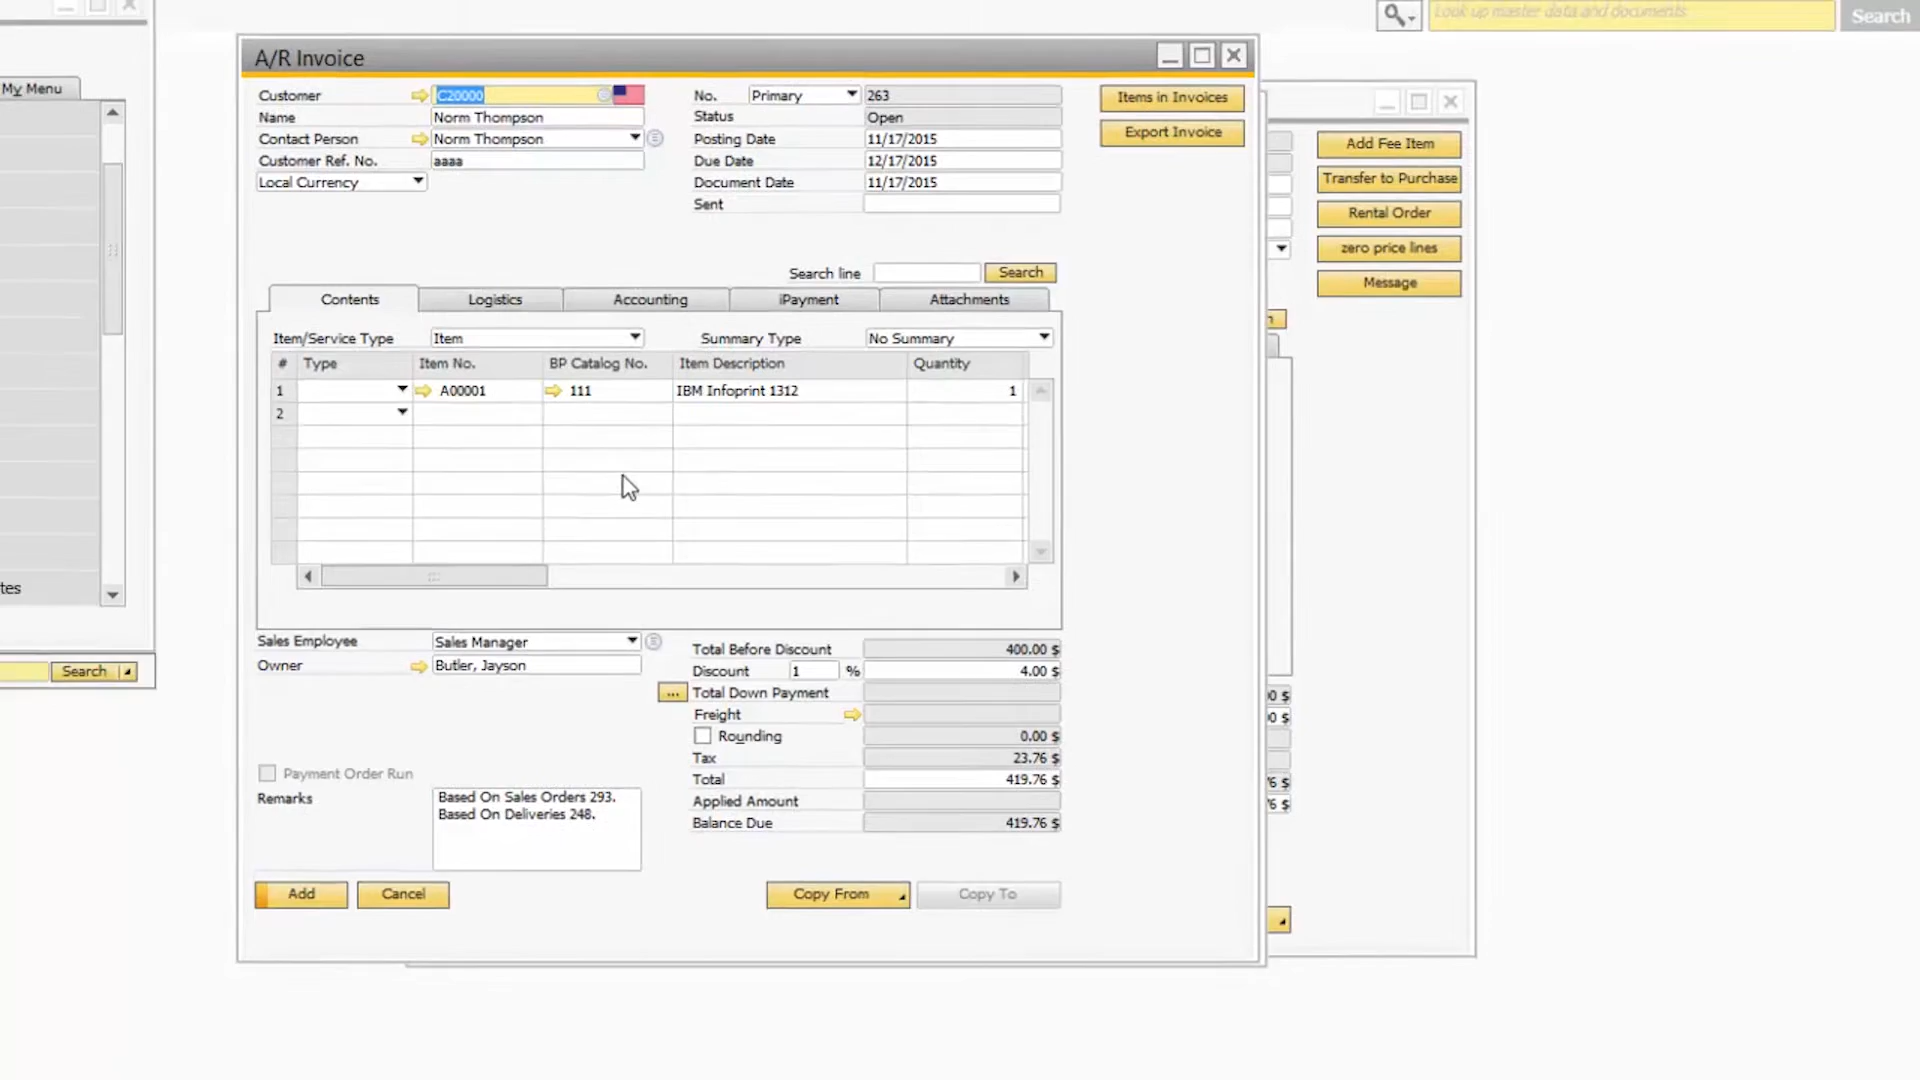 Look up master data and documents
Search
A/R Invoice
My Menu
Customer C20000
No. Primary 263
Items in Invoices
Name Norm Thompson
Status Open
Contact Person Norm Thompson
Posting Date 11/17/2015
Export Invoice
Add Fee Item
Customer Ref. No. aaaa
Due Date 12/17/2015
Local Currency
Document Date 11/17/2015
Transfer to Purchase
Sent
Rental Order
zero price lines
Search line Search
Message
Contents Logistics Accounting iPayment Attachments
Item/Service Type Item
Summary Type No Summary
# Type Item No. BP Catalog No. Item Description Quantity
1 A00001 111 IBM Infoprint 1312 1
2
tes
Search
Sales Employee Sales Manager
Owner Butler, Jayson
Total Before Discount 400.00 $
Discount 1 % 4.00 $
... Total Down Payment
Freight
Rounding 0.00 $
Tax 23.76 $
Total 419.76 $
Applied Amount
Balance Due 419.76 $
Payment Order Run
Remarks
Based On Sales Orders 293.
Based On Deliveries 248.
Add Cancel Copy From Copy To